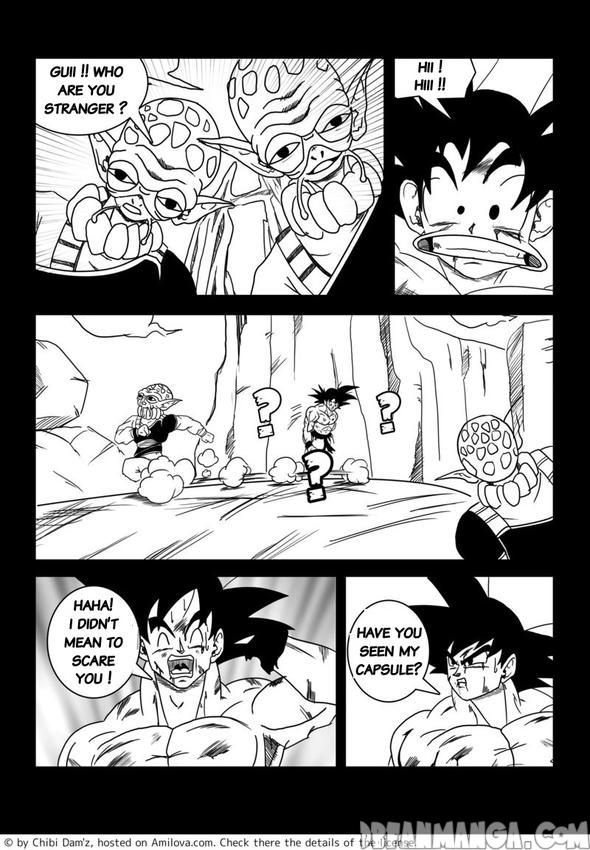 GUII !! WHO
ARE YOU
STRANGER ?
HII !
HIII !!
?
?
?
HAHA!
I DIDN'T
MEAN TO
SCARE
YOU !
HAVE YOU
SEEN MY
CAPSULE?
DBZANMANGA.COM
© by Chibi Dam'z, hosted on Amilova.com. Check there the details of the license.